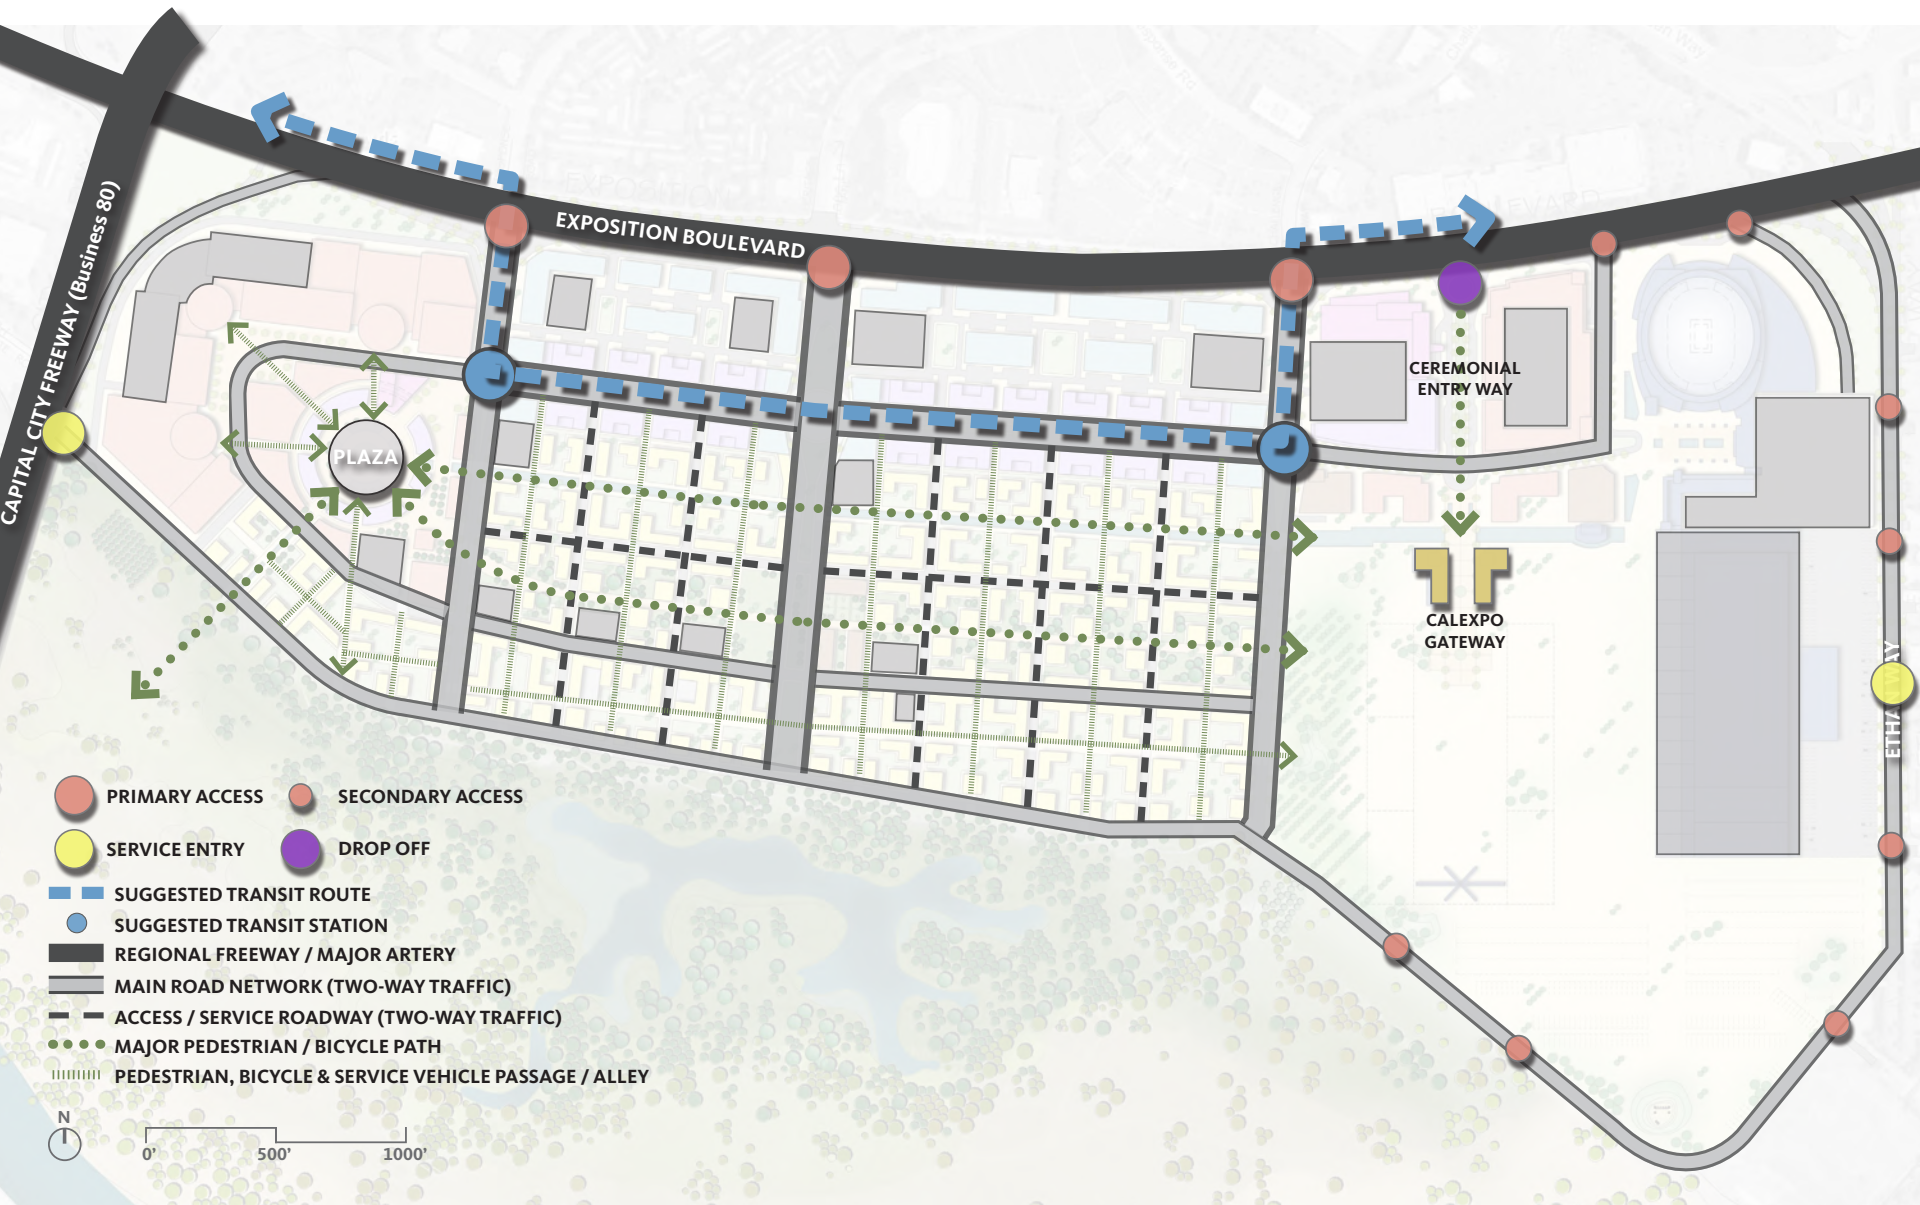 EXPOSITION BOULEVARD
CAPITAL CITY FREEWAY (Business 80)
CEREMONIAL
ENTRY WAY
PLAZA
CALEXPO
GATEWAY
PRIMARY ACCESS
SECONDARY ACCESS
SERVICE ENTRY
DROP OFF
SUGGESTED TRANSIT ROUTE
SUGGESTED TRANSIT STATION
REGIONAL FREEWAY / MAJOR ARTERY
MAIN ROAD NETWORK (TWO-WAY TRAFFIC)
ACCESS / SERVICE ROADWAY (TWO-WAY TRAFFIC)
MAJOR PEDESTRIAN / BICYCLE PATH
PEDESTRIAN, BICYCLE & SERVICE VEHICLE PASSAGE / ALLEY
N
0'
500'
1000'